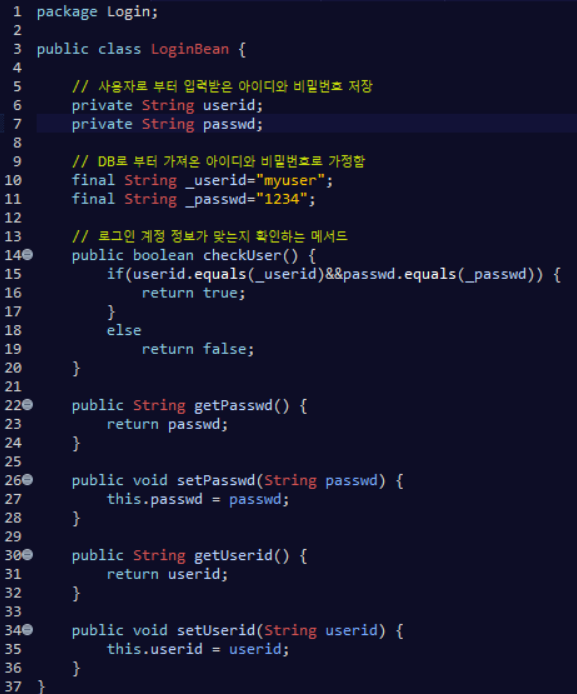 1 package Login;
2
3 public class LoginBean {
4
5 // 사용자로 부터 입력받은 아이디와 비밀번호 저장
6 private String userid;
7 private String passwd;
8
9 // DB로 부터 가져온 아이디와 비밀번호로 가정함
10 final String _userid="myuser";
11 final String _passwd="1234";
12
13 // 로그인 계정 정보가 맞는지 확인하는 메서드
14 public boolean checkUser() {
15 if(userid.equals(_userid)&&passwd.equals(_passwd)) {
16 return true;
17 }
18 else
19 return false;
20 }
21
22 public String getPasswd() {
23 return passwd;
24 }
25
26 public void setPasswd(String passwd) {
27 this.passwd = passwd;
28 }
29
30 public String getUserid() {
31 return userid;
32 }
33
34 public void setUserid(String userid) {
35 this.userid = userid;
36 }
37 }